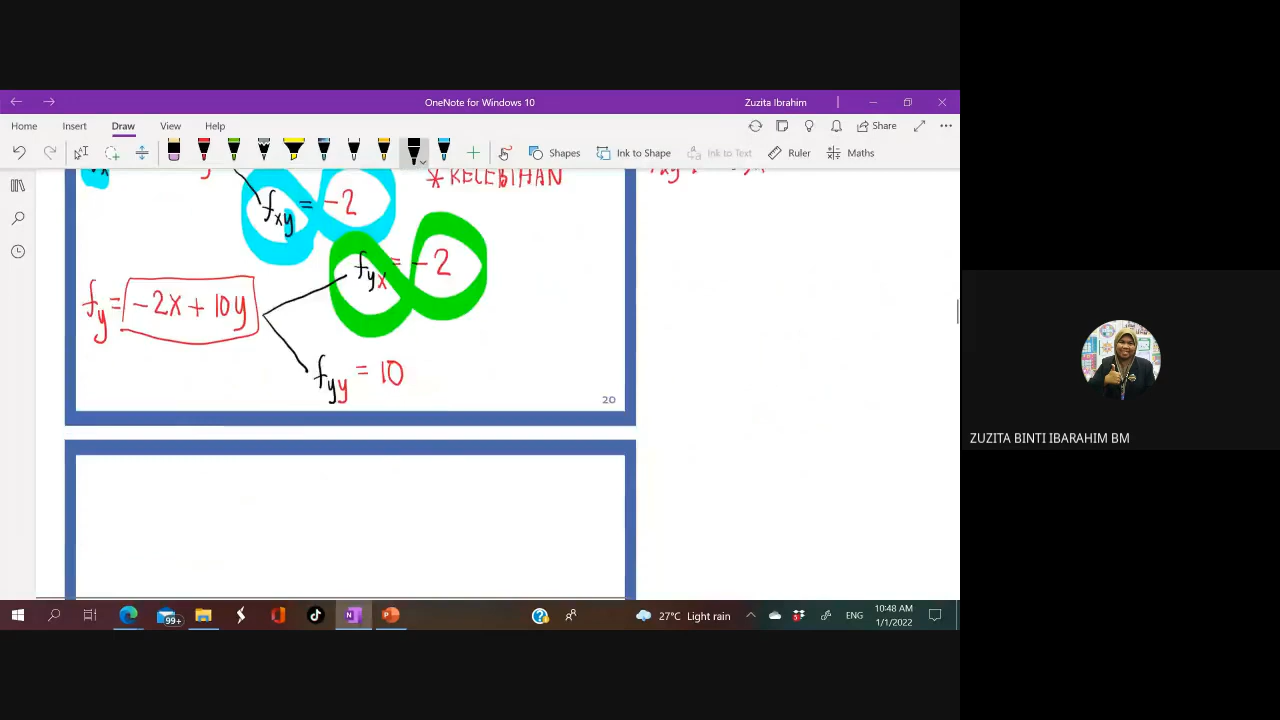 OneNote for Windows 10
Zuzita Ibrahim
Home Insert Draw View Help
Share
Shapes Ink to Shape Ink to Text Ruler Maths
* KELEBIHAN
fxy = -2
fyx = -2
fy = -2x + 10y
fyy = 10
20
ZUZITA BINTI IBARAHIM BM
99+
27°C Light rain
5
ENG
10:48 AM
1/1/2022